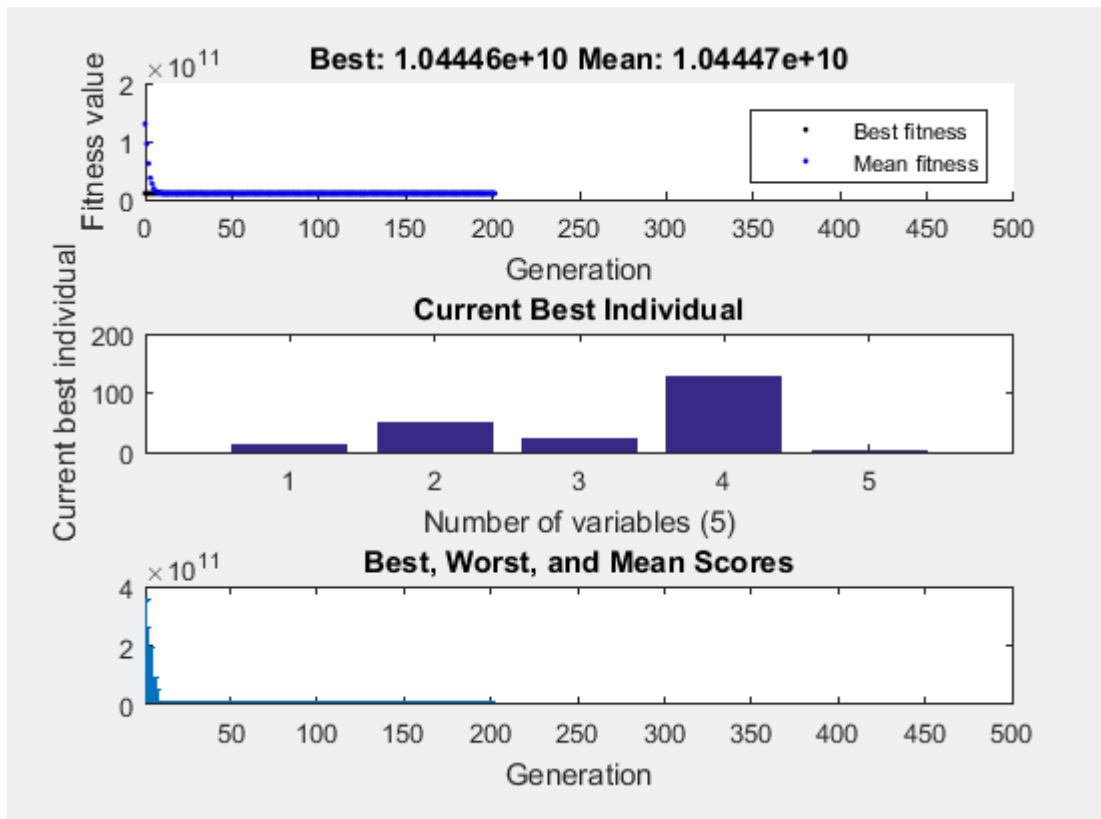 Best: 1.04446e+10 Mean: 1.04447e+10
× 10^11
Fitness value
2
1
0
Best fitness
Mean fitness
0 50 100 150 200 250 300 350 400 450 500
Generation
Current Best Individual
Current best individual
200
100
0
1 2 3 4 5
Number of variables (5)
Best, Worst, and Mean Scores
× 10^11
4
2
0
50 100 150 200 250 300 350 400 450 500
Generation